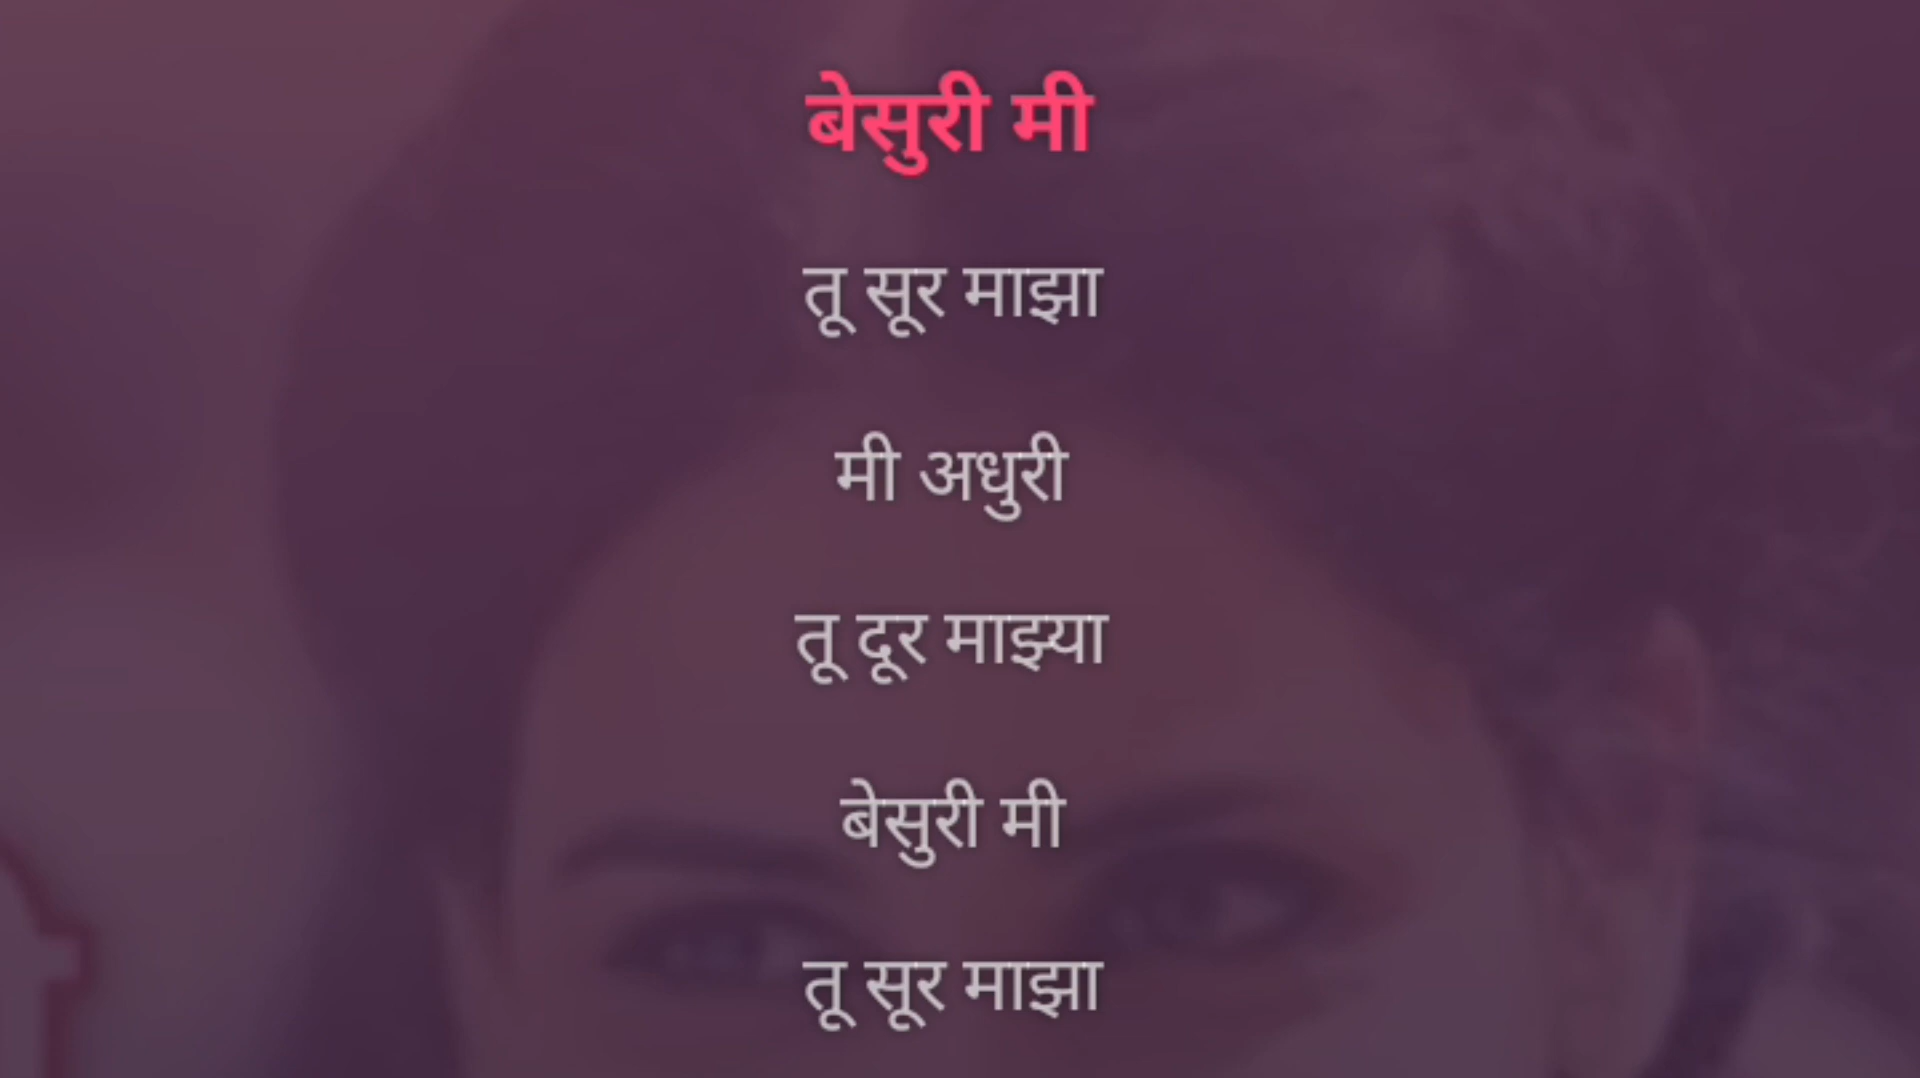 बेसुरी मी
तू सूर माझा
मी अधुरी
तू दूर माझ्या
बेसुरी मी
तू सूर माझा